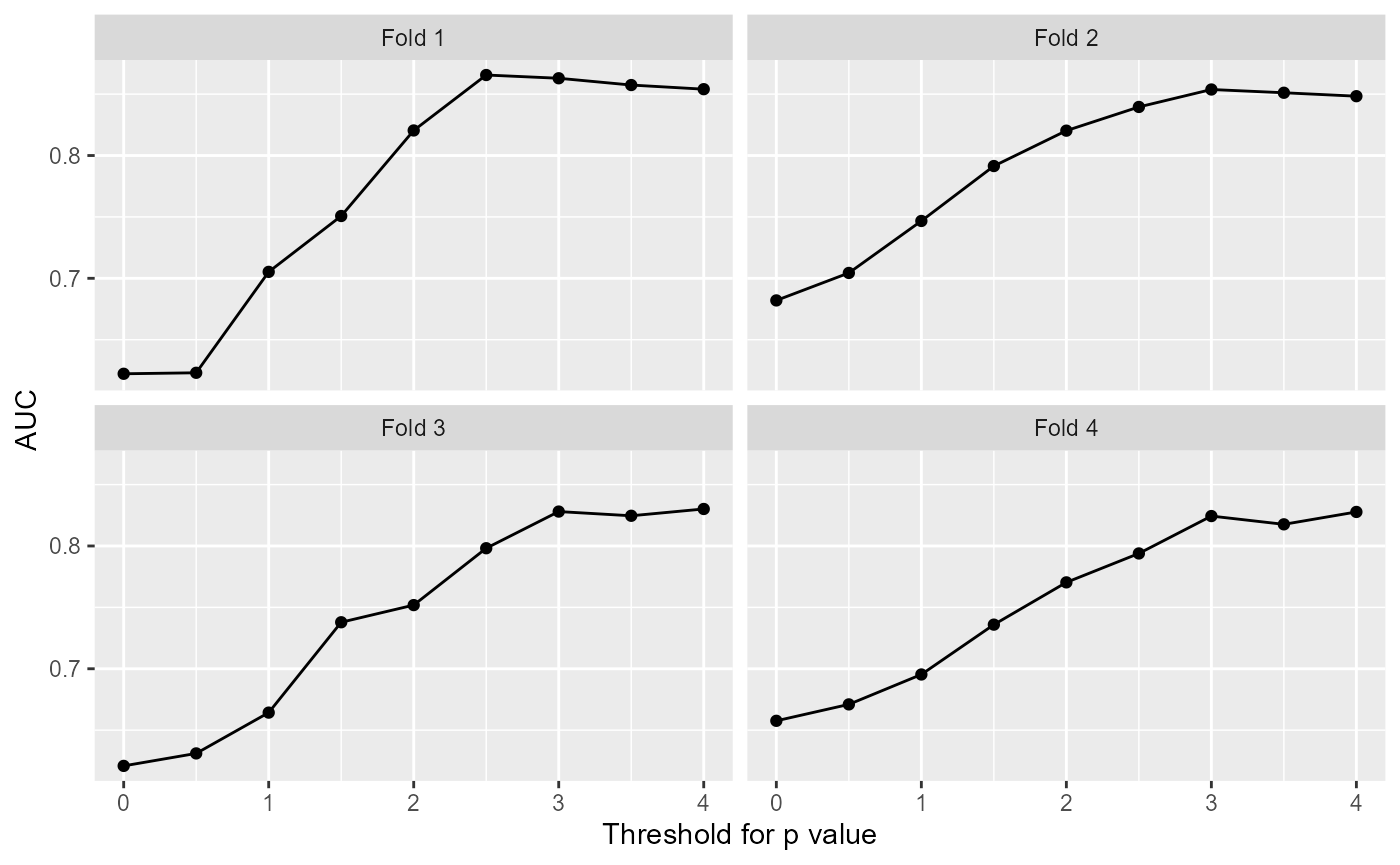 Fold 1
Fold 2
0.8
0.7
AUC
Fold 3
Fold 4
0.8
0.7
0 1 2 3 4 0 1 2 3 4
Threshold for p value